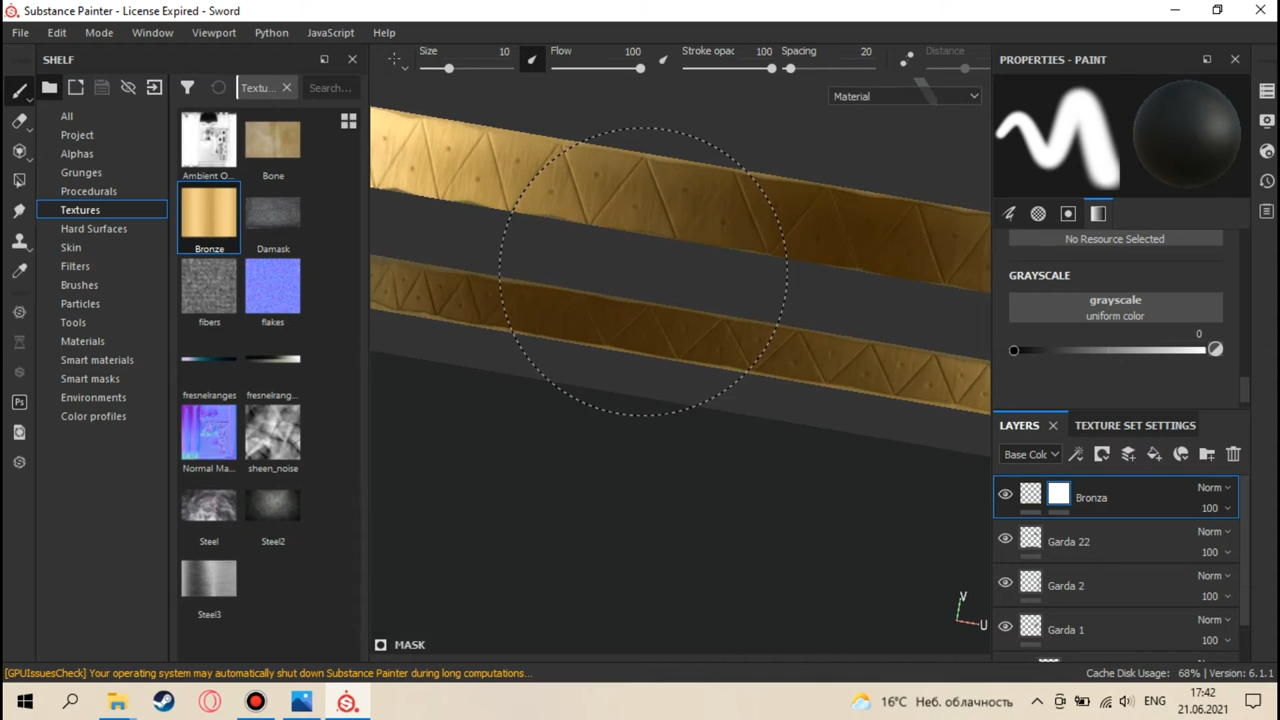 Substance Painter - License Expired - Sword
File Edit Mode Window Viewport Python JavaScript Help
SHELF
Textu...
Search...
All
Project
Alphas
Grunges
Procedurals
Textures
Hard Surfaces
Skin
Filters
Brushes
Particles
Tools
Materials
Smart materials
Smart masks
Environments
Color profiles
Ambient O...
Bone
Bronze
Damask
fibers
flakes
fresnelranges
fresnelrang...
Normal Ma...
sheen_noise
Steel
Steel2
Steel3
Size 10 Flow 100 Stroke opac 100 Spacing 20 Distance
Material
V
U
MASK
PROPERTIES - PAINT
No Resource Selected
GRAYSCALE
grayscale
uniform color
0
LAYERS
TEXTURE SET SETTINGS
Base Colo
Bronza Norm 100
Garda 22 Norm 100
Garda 2 Norm 100
Garda 1 Norm 100
[GPUIssuesCheck] Your operating system may automatically shut down Substance Painter during long computations...
Cache Disk Usage: 68% | Version: 6.1.1
Ps
16°C Неб. облачность
ENG
17:42
21.06.2021